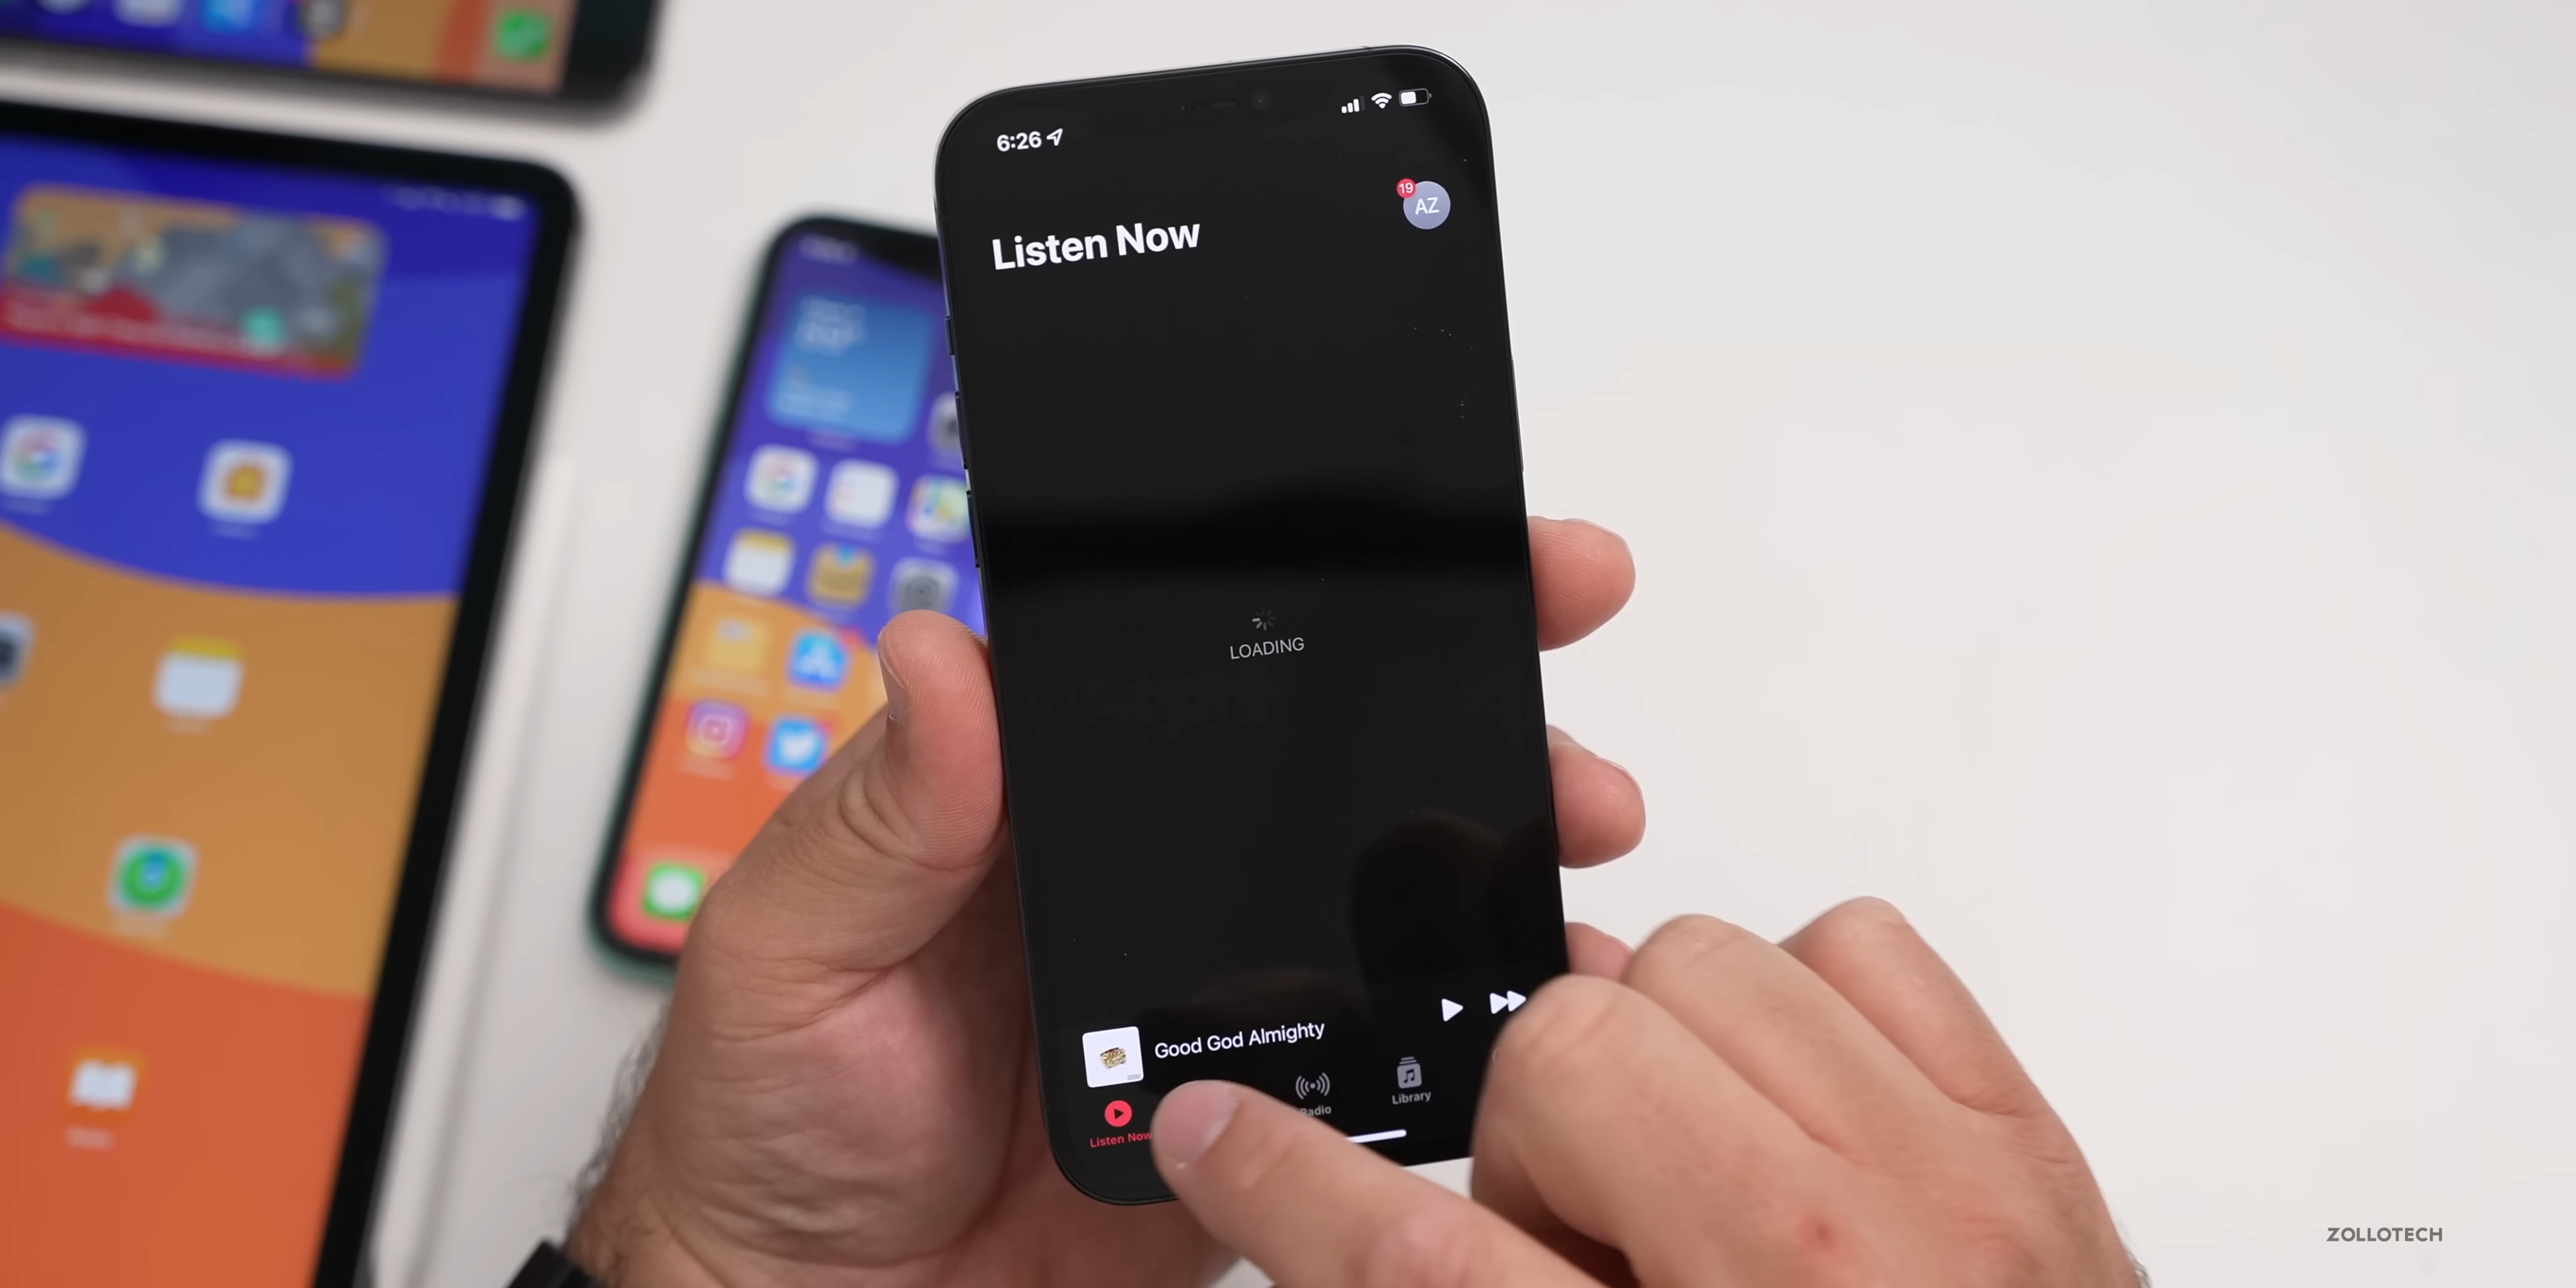 6:26
19
AZ
Listen Now
LOADING
Good God Almighty
Listen Now
Radio
Library
ZOLLOTECH